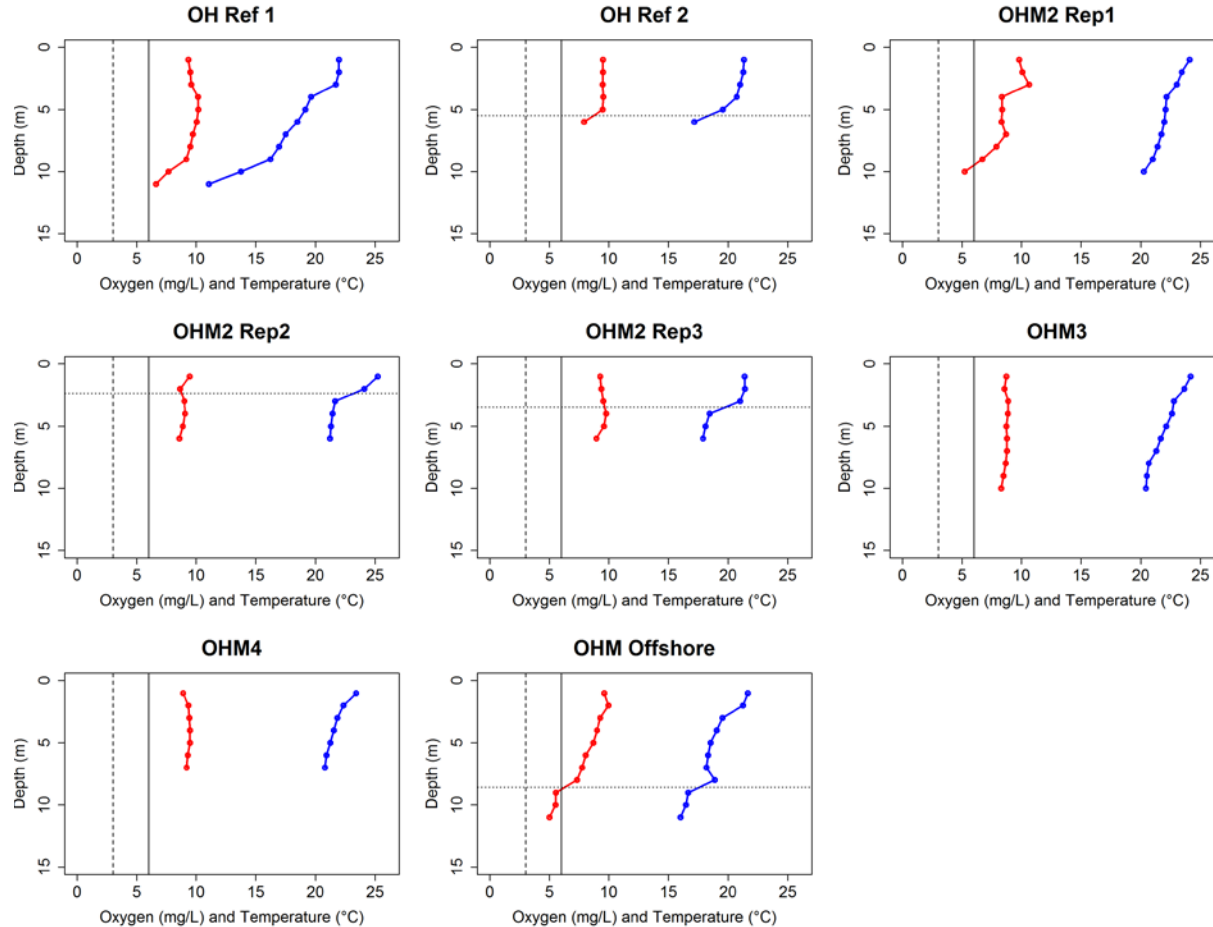 OH Ref 1
0
5
10
15
Depth (m)
0 5 10 15 20 25
Oxygen (mg/L) and Temperature (°C)
OH Ref 2
0
5
10
15
Depth (m)
0 5 10 15 20 25
Oxygen (mg/L) and Temperature (°C)
OHM2 Rep1
0
5
10
15
Depth (m)
0 5 10 15 20 25
Oxygen (mg/L) and Temperature (°C)
OHM2 Rep2
0
5
10
15
Depth (m)
0 5 10 15 20 25
Oxygen (mg/L) and Temperature (°C)
OHM2 Rep3
0
5
10
15
Depth (m)
0 5 10 15 20 25
Oxygen (mg/L) and Temperature (°C)
OHM3
0
5
10
15
Depth (m)
0 5 10 15 20 25
Oxygen (mg/L) and Temperature (°C)
OHM4
0
5
10
15
Depth (m)
0 5 10 15 20 25
Oxygen (mg/L) and Temperature (°C)
OHM Offshore
0
5
10
15
Depth (m)
0 5 10 15 20 25
Oxygen (mg/L) and Temperature (°C)